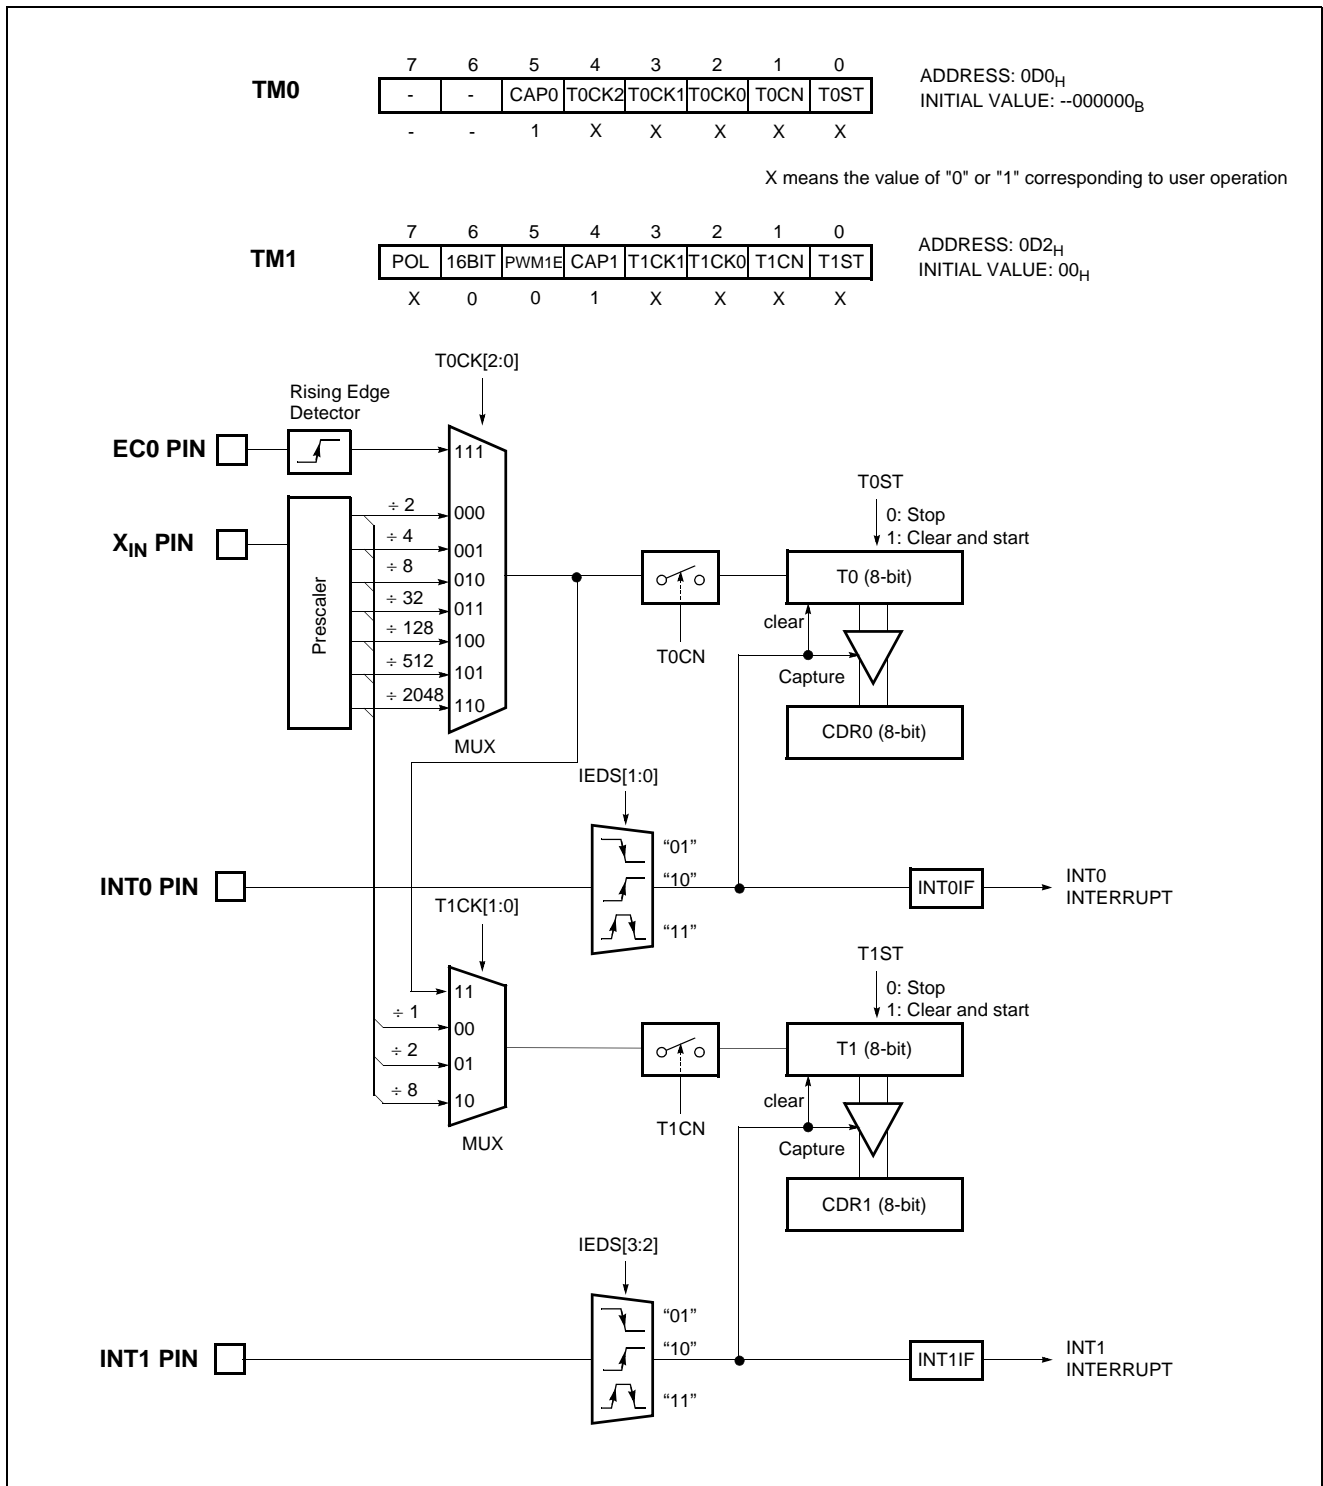 7 6 5 4 3 2 1 0
TM0 - - CAP0 T0CK2 T0CK1 T0CK0 T0CN T0ST
ADDRESS: 0D0H
INITIAL VALUE: --000000B
- - 1 X X X X X
X means the value of "0" or "1" corresponding to user operation
7 6 5 4 3 2 1 0
TM1 POL 16BIT PWM1E CAP1 T1CK1 T1CK0 T1CN T1ST
ADDRESS: 0D2H
INITIAL VALUE: 00H
X 0 0 1 X X X X
T0CK[2:0]
Rising Edge
Detector
EC0 PIN
111
XIN PIN
Prescaler
÷ 2 000
÷ 4 001
÷ 8 010
÷ 32 011
÷ 128 100
÷ 512 101
÷ 2048 110
MUX
T0CN
T0ST
0: Stop
1: Clear and start
T0 (8-bit)
clear
Capture
CDR0 (8-bit)
IEDS[1:0]
“01”
INT0 PIN
“10”
“11”
INT0IF
INT0
INTERRUPT
T1CK[1:0]
11
÷ 1 00
÷ 2 01
÷ 8 10
MUX
T1CN
T1ST
0: Stop
1: Clear and start
T1 (8-bit)
clear
Capture
CDR1 (8-bit)
IEDS[3:2]
“01”
INT1 PIN
“10”
“11”
INT1IF
INT1
INTERRUPT